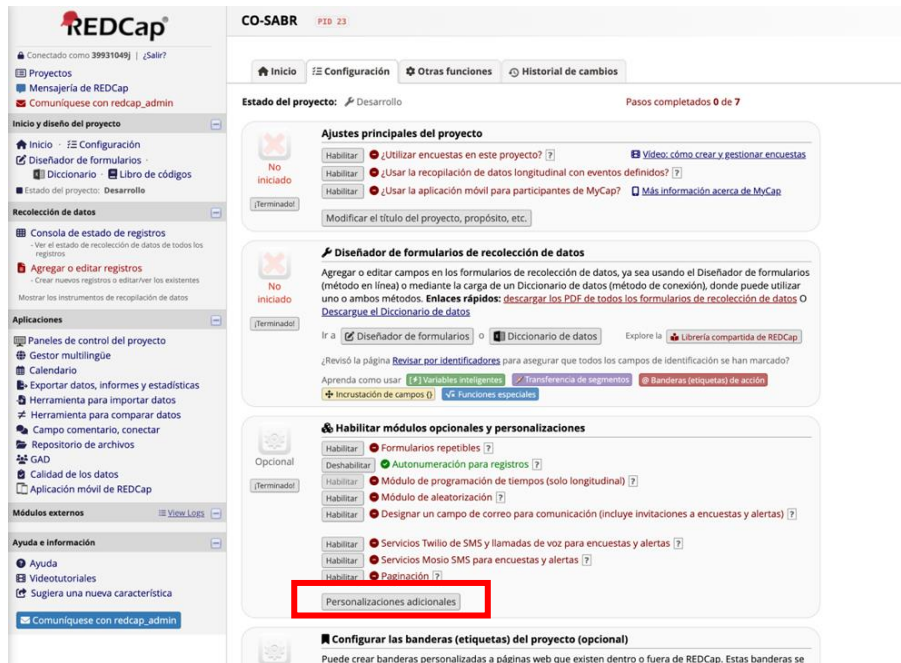 REDCap®
Conectado como 39931049j | ¿Salir?
Proyectos
Mensajería de REDCap
Comuníquese con redcap_admin
Inicio y diseño del proyecto
Inicio · Configuración
Diseñador de formularios ·
Diccionario · Libro de códigos
Estado del proyecto: Desarrollo
Recolección de datos
Consola de estado de registros
- Ver el estado de recolección de datos de todos los
registros
Agregar o editar registros
- Crear nuevos registros o editar/ver los existentes
Mostrar los instrumentos de recopilación de datos
Aplicaciones
Paneles de control del proyecto
Gestor multilingüe
Calendario
Exportar datos, informes y estadísticas
Herramienta para importar datos
Herramienta para comparar datos
Campo comentario, conectar
Repositorio de archivos
GAD
Calidad de los datos
Aplicación móvil de REDCap
Módulos externos View Logs
Ayuda e información
Ayuda
Videotutoriales
Sugiera una nueva característica
Comuníquese con redcap_admin
CO-SABR PID 23
Inicio Configuración Otras funciones Historial de cambios
Estado del proyecto: Desarrollo Pasos completados 0 de 7
No
iniciado
¡Terminado!
Ajustes principales del proyecto
Habilitar ¿Utilizar encuestas en este proyecto? ? Vídeo: cómo crear y gestionar encuestas
Habilitar ¿Usar la recopilación de datos longitudinal con eventos definidos? ?
Habilitar ¿Usar la aplicación móvil para participantes de MyCap? Más información acerca de MyCap
Modificar el título del proyecto, propósito, etc.
No
iniciado
¡Terminado!
Diseñador de formularios de recolección de datos
Agregar o editar campos en los formularios de recolección de datos, ya sea usando el Diseñador de formularios
(método en línea) o mediante la carga de un Diccionario de datos (método de conexión), donde puede utilizar
uno o ambos métodos. Enlaces rápidos: descargar los PDF de todos los formularios de recolección de datos O
Descargue el Diccionario de datos
Ir a Diseñador de formularios o Diccionario de datos Explore la Librería compartida de REDCap
¿Revisó la página Revisar por identificadores para asegurar que todos los campos de identificación se han marcado?
Aprenda como usar [⚡] Variables inteligentes Transferencia de segmentos @ Banderas (etiquetas) de acción
Incrustación de campos {} Funciones especiales
Opcional
¡Terminado!
Habilitar módulos opcionales y personalizaciones
Habilitar Formularios repetibles ?
Deshabilitar Autonumeración para registros ?
Habilitar Módulo de programación de tiempos (solo longitudinal) ?
Habilitar Módulo de aleatorización ?
Habilitar Designar un campo de correo para comunicación (incluye invitaciones a encuestas y alertas) ?
Habilitar Servicios Twilio de SMS y llamadas de voz para encuestas y alertas ?
Habilitar Servicios Mosio SMS para encuestas y alertas ?
Habilitar Paginación ?
Personalizaciones adicionales
Configurar las banderas (etiquetas) del proyecto (opcional)
Puede crear banderas personalizadas a páginas web que existen dentro o fuera de REDCap. Estas banderas se